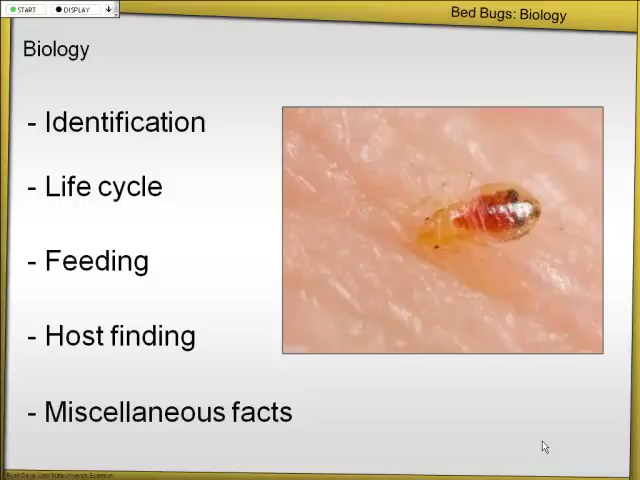 START DISPLAY
Bed Bugs: Biology
Biology
- Identification
- Life cycle
- Feeding
- Host finding
- Miscellaneous facts